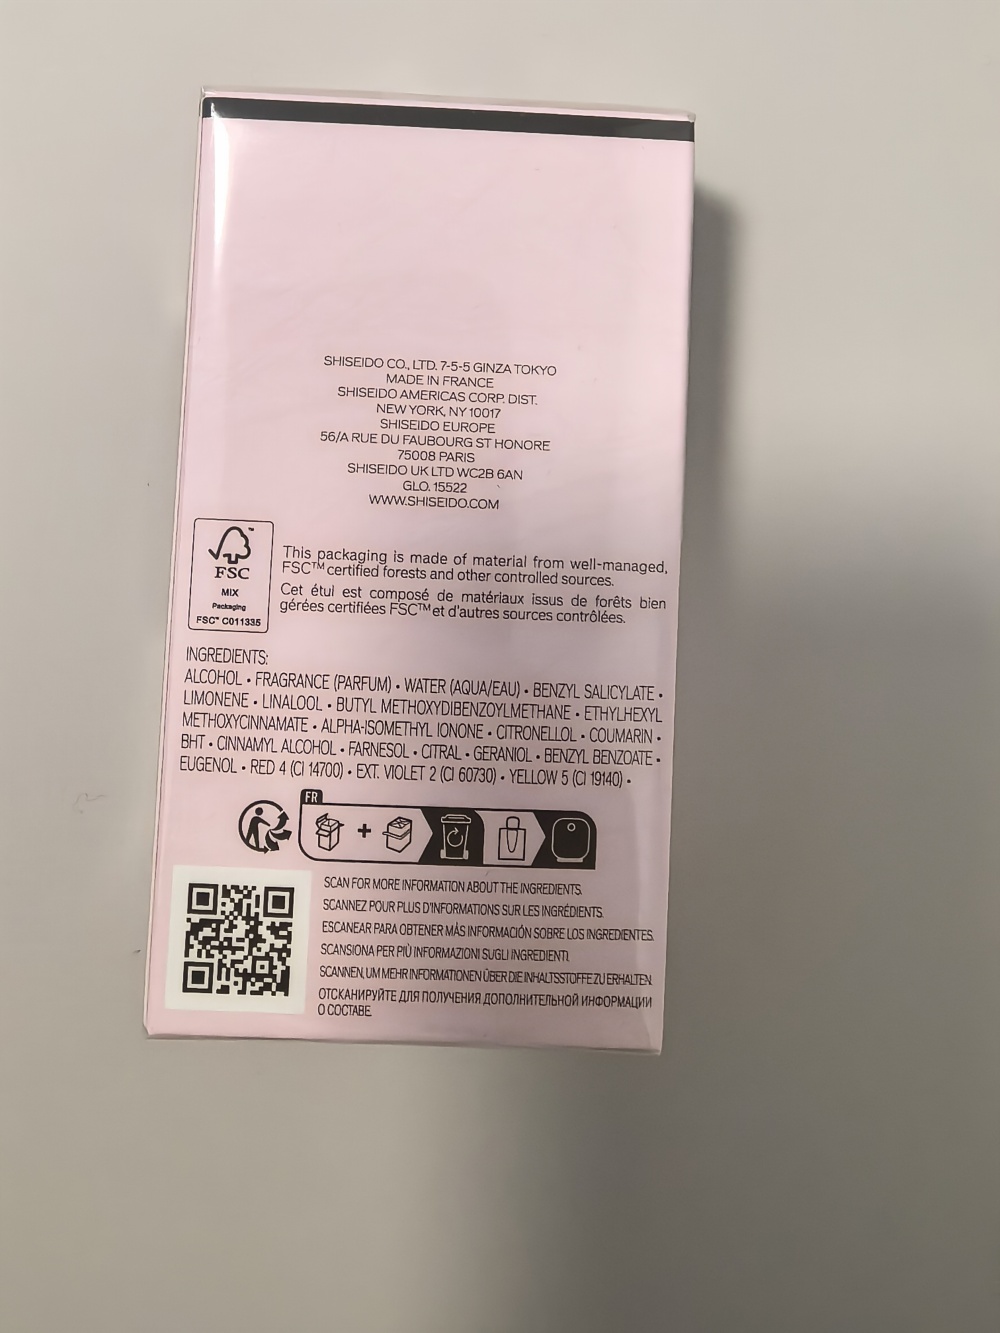 SHISEIDO CO., LTD. 7-5-5 GINZA TOKYO
MADE IN FRANCE
SHISEIDO AMERICAS CORP. DIST.
NEW YORK, NY 10017
SHISEIDO EUROPE
56/A RUE DU FAUBOURG ST HONORE
75008 PARIS
SHISEIDO UK LTD WC2B 6AN
GLO. 15522
WWW.SHISEIDO.COM
FSC
MIX
Packaging
FSC™ C011335
This packaging is made of material from well-managed,
FSC™ certified forests and other controlled sources.
Cet étui est composé de matériaux issus de forêts bien
gérées certifiées FSC™ et d'autres sources contrôlées.
INGREDIENTS:
ALCOHOL • FRAGRANCE (PARFUM) • WATER (AQUA/EAU) • BENZYL SALICYLATE •
LIMONENE • LINALOOL • BUTYL METHOXYDIBENZOYLMETHANE • ETHYLHEXYL
METHOXYCINNAMATE • ALPHA-ISOMETHYL IONONE • CITRONELLOL • COUMARIN •
BHT • CINNAMYL ALCOHOL • FARNESOL • CITRAL • GERANIOL • BENZYL BENZOATE •
EUGENOL • RED 4 (CI 14700) • EXT. VIOLET 2 (CI 60730) • YELLOW 5 (CI 19140) •
FR
+
SCAN FOR MORE INFORMATION ABOUT THE INGREDIENTS.
SCANNEZ POUR PLUS D'INFORMATIONS SUR LES INGRÉDIENTS.
ESCANEAR PARA OBTENER MÁS INFORMACIÓN SOBRE LOS INGREDIENTES.
SCANSIONA PER PIÙ INFORMAZIONI SUGLI INGREDIENTI.
SCANNEN, UM MEHR INFORMATIONEN ÜBER DIE INHALTSSTOFFE ZU ERHALTEN.
ОТСКАНИРУЙТЕ ДЛЯ ПОЛУЧЕНИЯ ДОПОЛНИТЕЛЬНОЙ ИНФОРМАЦИИ
О СОСТАВЕ.